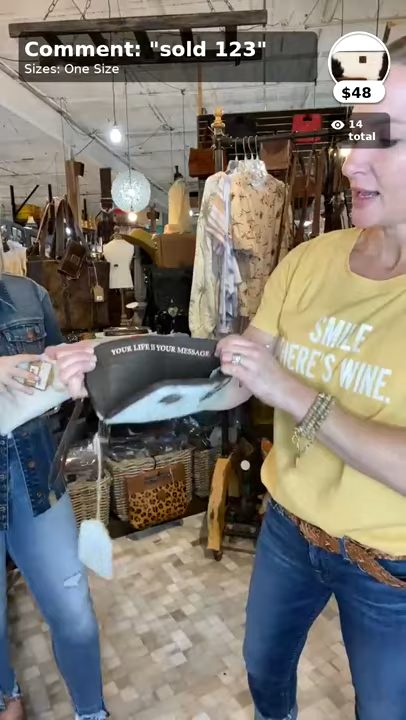 Comment: "sold 123"
Sizes: One Size
$48
14
total
YOUR LIFE IS YOUR MESSAGE
SMILE
THERE'S WINE.